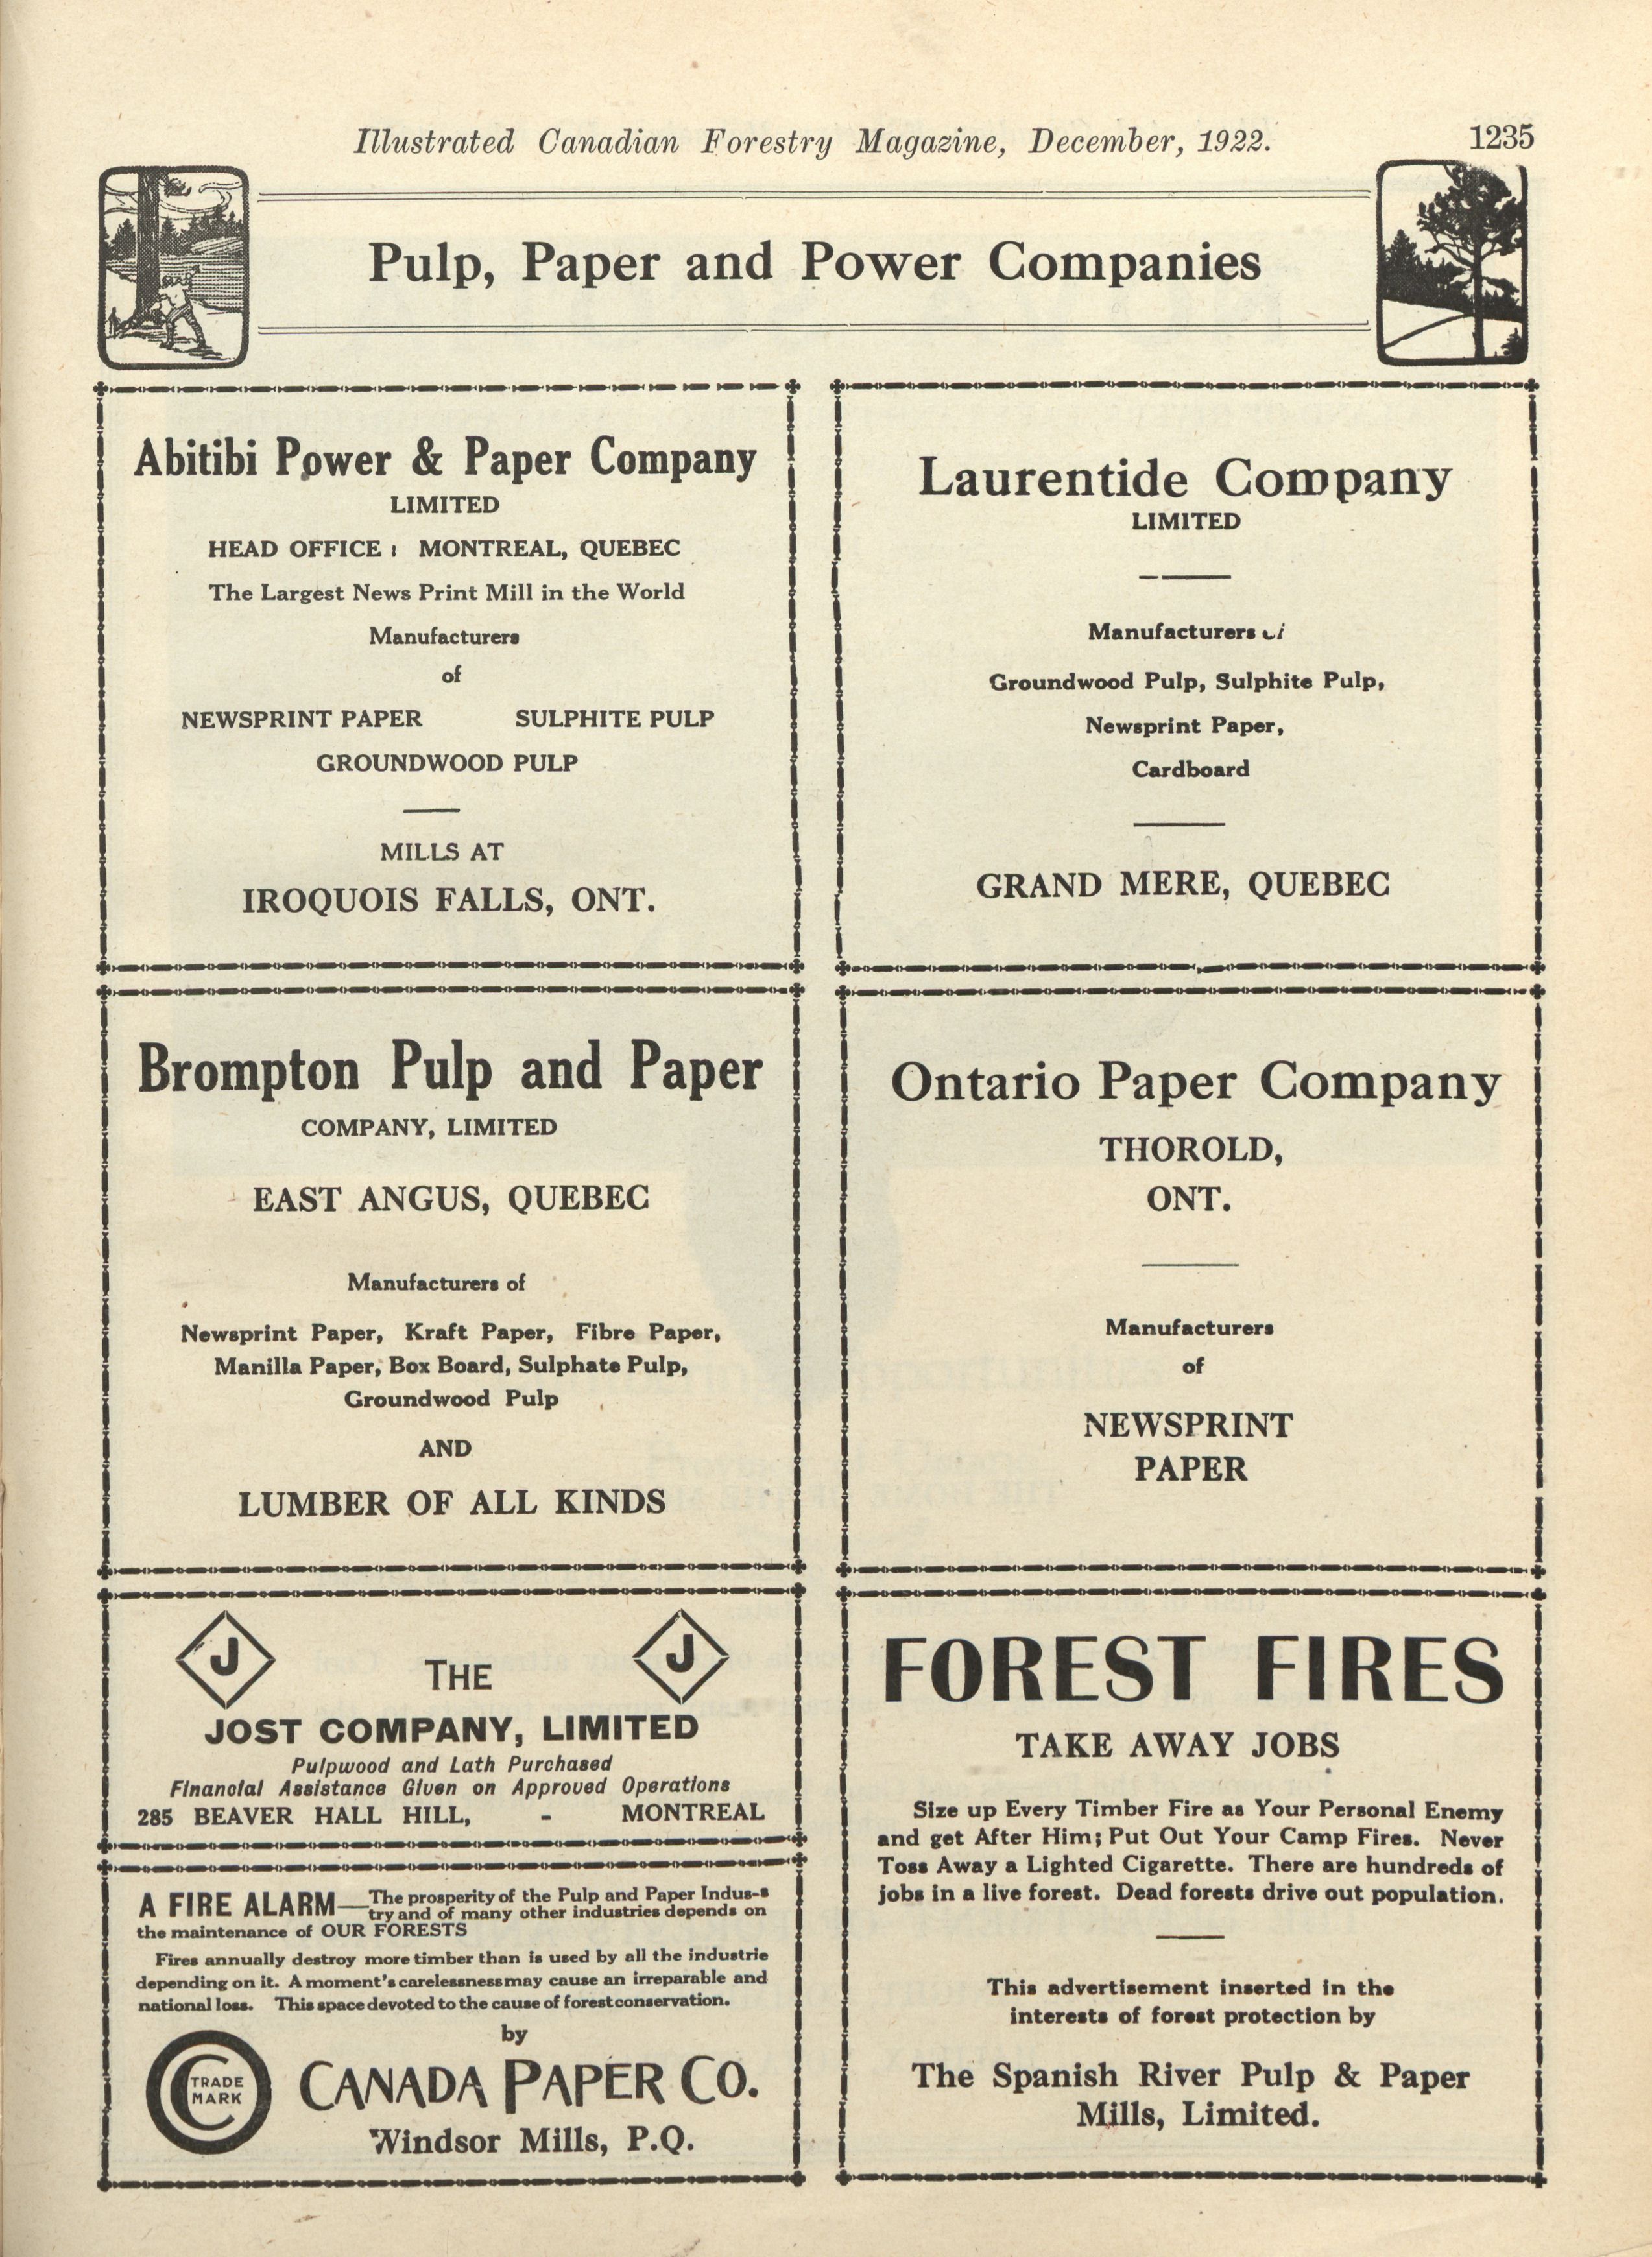 Illustrated Canadian Forestry Magazine, December, 1922.
1235
Pulp, Paper and Power Companies
Abitibi Power & Paper Company
LIMITED
HEAD OFFICE: MONTREAL, QUEBEC
The Largest News Print Mill in the World
Manufacturers
of
NEWSPRINT PAPER SULPHITE PULP
GROUNDWOOD PULP
MILLS AT
IROQUOIS FALLS, ONT.
Laurentide Company
LIMITED
Manufacturers of
Groundwood Pulp, Sulphite Pulp,
Newsprint Paper,
Cardboard
GRAND MERE, QUEBEC
Brompton Pulp and Paper
COMPANY, LIMITED
EAST ANGUS, QUEBEC
Manufacturers of
Newsprint Paper, Kraft Paper, Fibre Paper,
Manilla Paper, Box Board, Sulphate Pulp,
Groundwood Pulp
AND
LUMBER OF ALL KINDS
Ontario Paper Company
THOROLD,
ONT.
Manufacturers
of
NEWSPRINT
PAPER
J J
THE
JOST COMPANY, LIMITED
Pulpwood and Lath Purchased
Financial Assistance Given on Approved Operations
285 BEAVER HALL HILL, - MONTREAL
A FIRE ALARM—The prosperity of the Pulp and Paper Indus-s
try and of many other industries depends on
the maintenance of OUR FORESTS
Fires annually destroy more timber than is used by all the industrie
depending on it. A moment's carelessness may cause an irreparable and
national loss. This space devoted to the cause of forest conservation.
by
C C TRADE
MARK
CANADA PAPER CO.
Windsor Mills, P.Q.
FOREST FIRES
TAKE AWAY JOBS
Size up Every Timber Fire as Your Personal Enemy
and get After Him; Put Out Your Camp Fires. Never
Toss Away a Lighted Cigarette. There are hundreds of
jobs in a live forest. Dead forests drive out population.
This advertisement inserted in the
interests of forest protection by
The Spanish River Pulp & Paper
Mills, Limited.